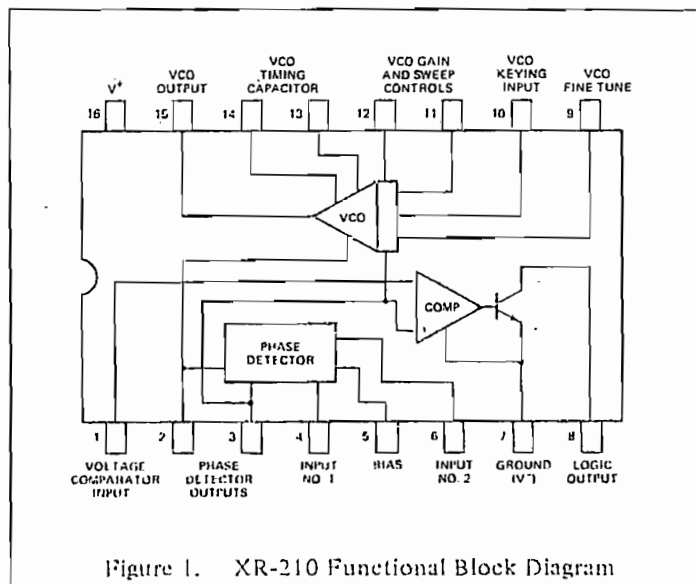 V+
VCO OUTPUT
VCO TIMING CAPACITOR
VCO GAIN AND SWEEP CONTROLS
VCO KEYING INPUT
VCO FINE TUNE
16 15 14 13 12 11 10 9
VCO
COMP
+
PHASE DETECTOR
1 2 3 4 5 6 7 8
VOLTAGE COMPARATOR INPUT
PHASE DETECTOR OUTPUTS
INPUT NO. 1
BIAS
INPUT NO. 2
GROUND (V-)
LOGIC OUTPUT
Figure 1. XR-210 Functional Block Diagram